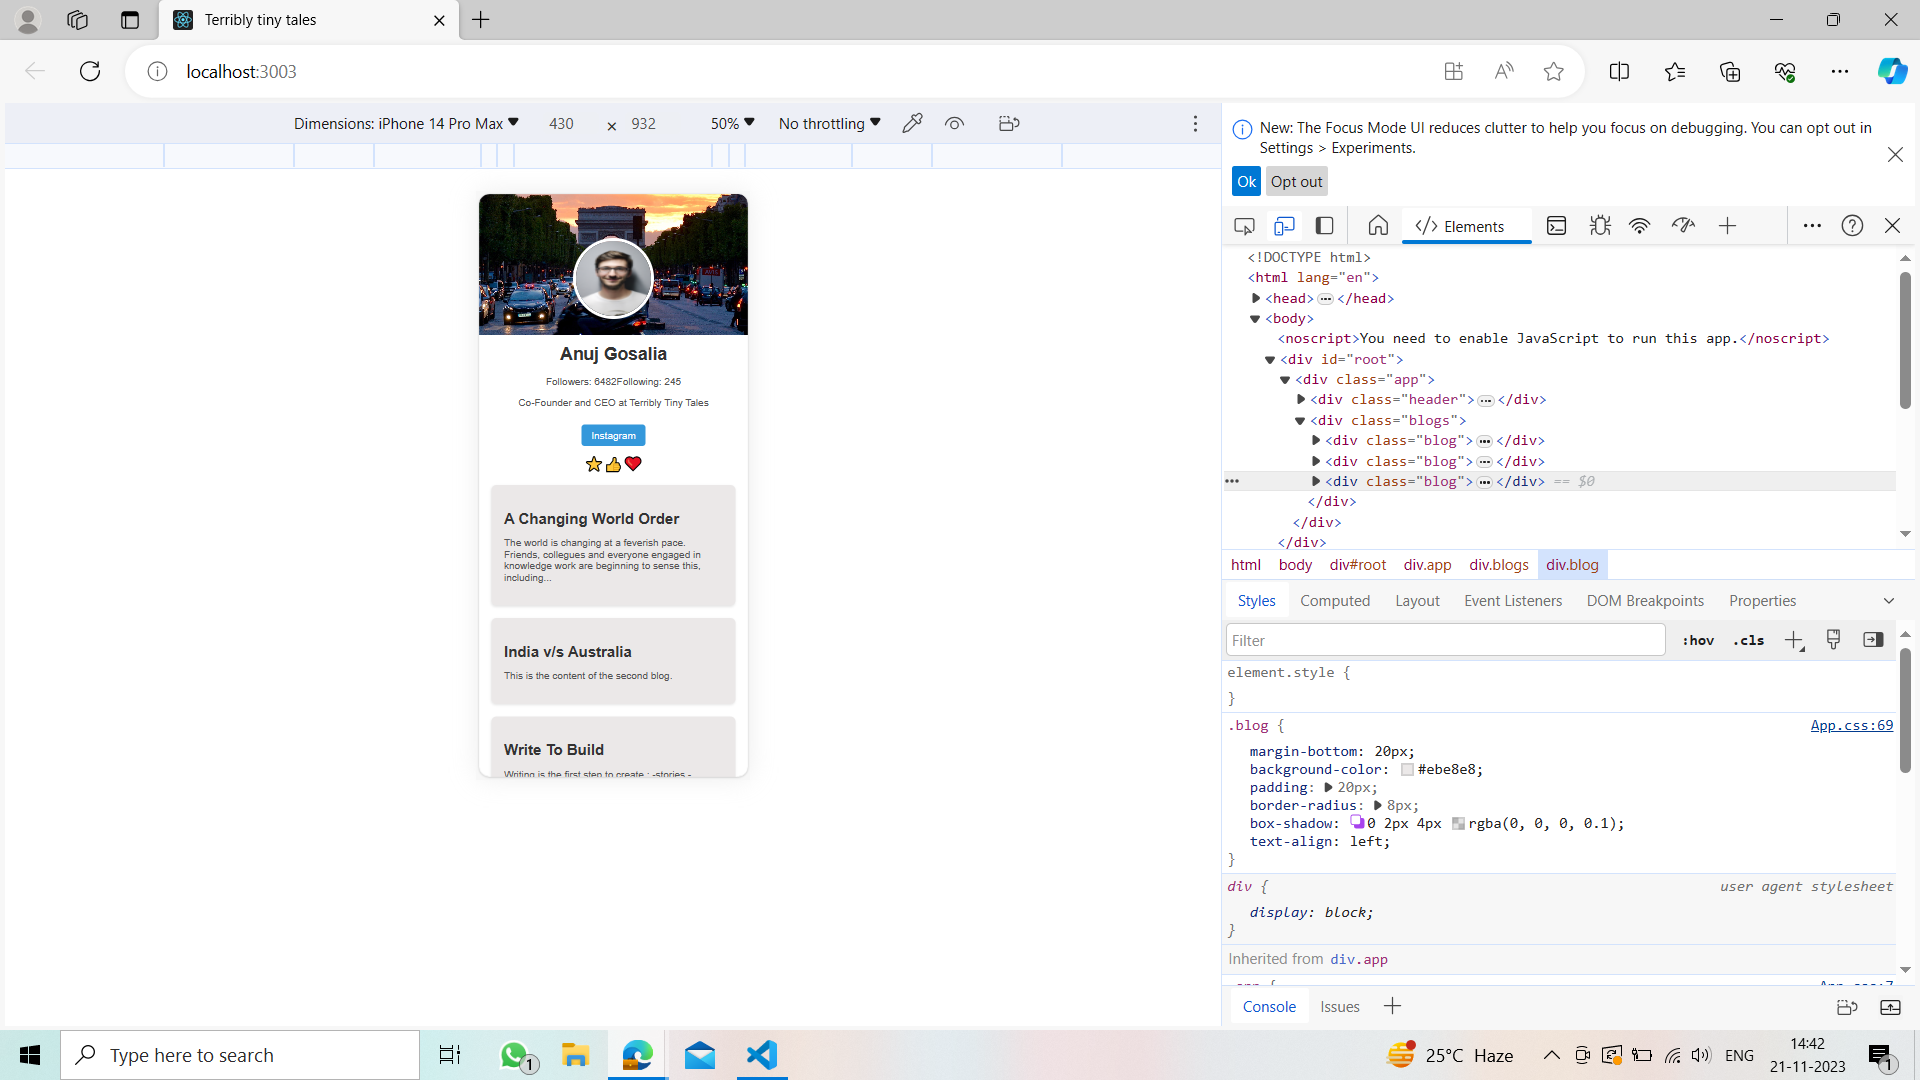 Terribly tiny tales
localhost:3003
Dimensions: iPhone 14 Pro Max ▼ 430 × 932 50% ▼ No throttling ▼
New: The Focus Mode UI reduces clutter to help you focus on debugging. You can opt out in
Settings > Experiments.
Ok Opt out
Elements
Anuj Gosalia
Followers: 6482Following: 245
Co-Founder and CEO at Terribly Tiny Tales
Instagram
A Changing World Order
The world is changing at a feverish pace.
Friends, collegues and everyone engaged in
knowledge work are beginning to sense this,
including...
India v/s Australia
This is the content of the second blog.
Write To Build
Writing is the first step to create : -stories -
<!DOCTYPE html>
<html lang="en">
<head>…</head>
<body>
<noscript>You need to enable JavaScript to run this app.</noscript>
<div id="root">
<div class="app">
<div class="header">…</div>
<div class="blogs">
<div class="blog">…</div>
<div class="blog">…</div>
<div class="blog">…</div> == $0
</div>
</div>
</div>
html body div#root div.app div.blogs div.blog
Styles Computed Layout Event Listeners DOM Breakpoints Properties
Filter :hov .cls
element.style {
}
.blog { App.css:69
margin-bottom: 20px;
background-color: #ebe8e8;
padding: 20px;
border-radius: 8px;
box-shadow: 0 2px 4px rgba(0, 0, 0, 0.1);
text-align: left;
}
div { user agent stylesheet
display: block;
}
Inherited from div.app
.app { App.css:7
Console Issues
Type here to search
1
25°C Haze
ENG
14:42
21-11-2023
1